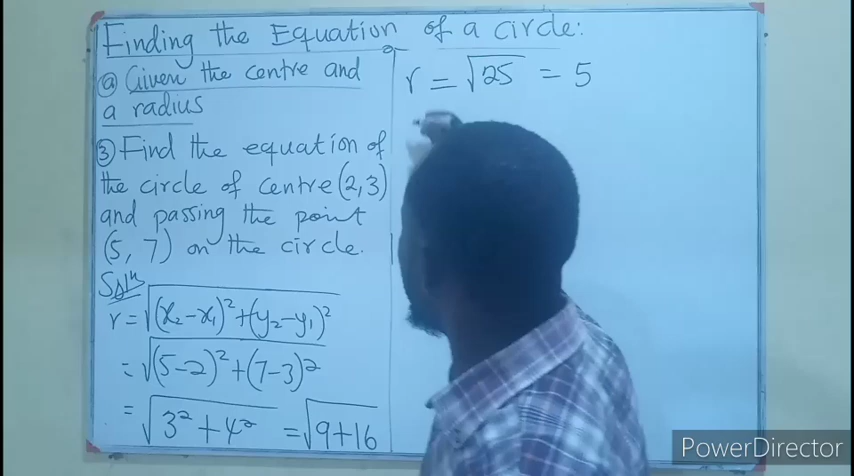 Finding the Equation of a circle:
ⓐ Given the centre and
a radius
③ Find the equation of
the circle of centre (2,3)
and passing the point
(5, 7) on the circle.
Soln
r = √(x₂-x₁)² + (y₂-y₁)²
= √(5-2)² + (7-3)²
= √3² + 4² = √9+16
r = √25 = 5
PowerDirector